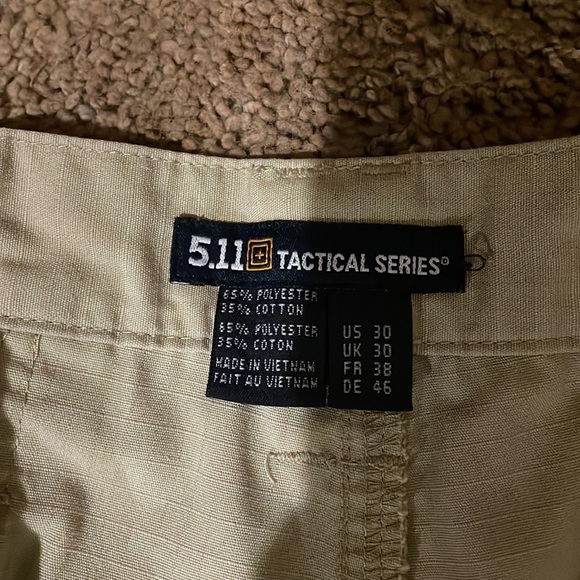 5.11 TACTICAL SERIES®
65% POLYESTER
35% COTTON
65% POLYESTER
35% COTON
MADE IN VIETNAM
FAIT AU VIETNAM
US 30
UK 30
FR 38
DE 46